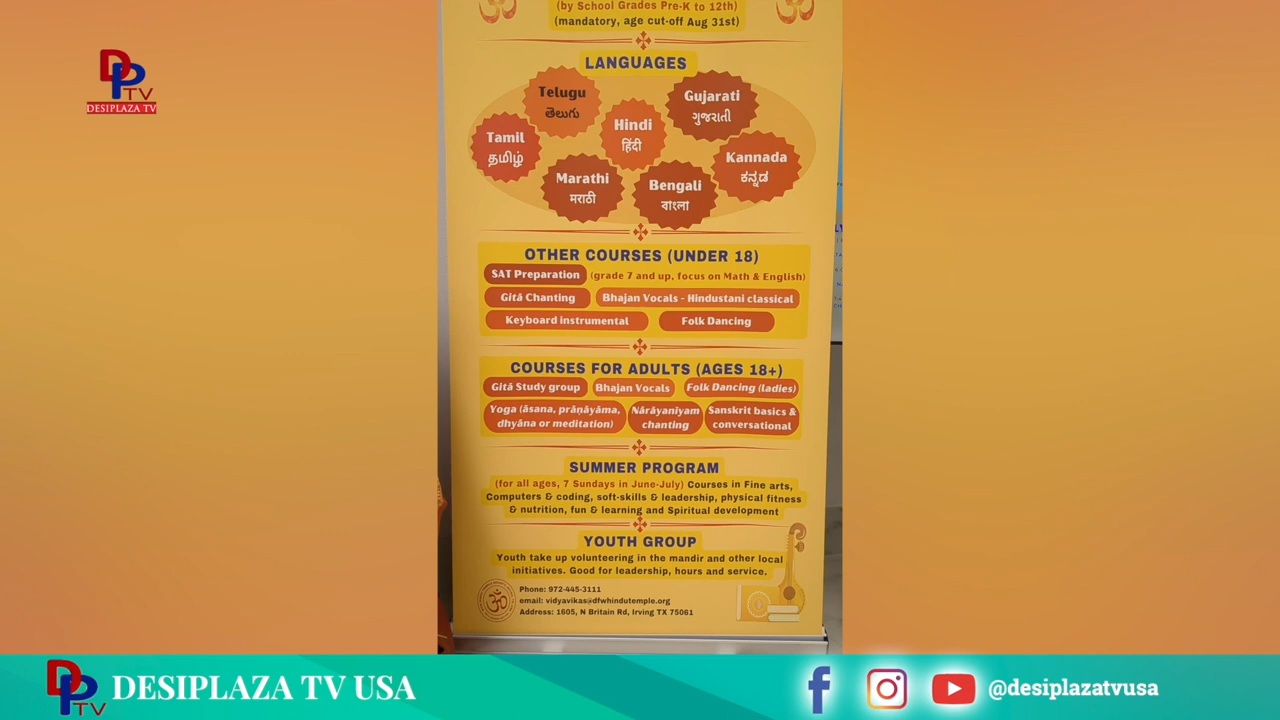 (by School Grades Pre-K to 12th)
(mandatory, age cut-off Aug 31st)
DPTV
DESIPLAZA TV
LANGUAGES
Telugu
తెలుగు
Gujarati
ગુજરાતી
Hindi
हिंदी
Tamil
தமிழ்
Kannada
ಕನ್ನಡ
Marathi
मराठी
Bengali
বাংলা
OTHER COURSES (UNDER 18)
SAT Preparation (grade 7 and up, focus on Math & English)
Gitā Chanting Bhajan Vocals - Hindustani classical
Keyboard instrumental Folk Dancing
COURSES FOR ADULTS (AGES 18+)
Gitā Study group Bhajan Vocals Folk Dancing (ladies)
Yoga (āsana, prāṇāyāma,
dhyāna or meditation)
Nārāyanīyam
chanting
Sanskrit basics &
conversational
SUMMER PROGRAM
(for all ages, 7 Sundays in June-July) Courses in Fine arts,
Computers & coding, soft-skills & leadership, physical fitness
& nutrition, fun & learning and Spiritual development
YOUTH GROUP
Youth take up volunteering in the mandir and other local
initiatives. Good for leadership, hours and service.
ॐ
Phone: 972-445-3111
email: vidyavikas@dfwhindutemple.org
Address: 1605, N Britain Rd, Irving TX 75061
DPTV
DESIPLAZA TV USA
@desiplazatvusa